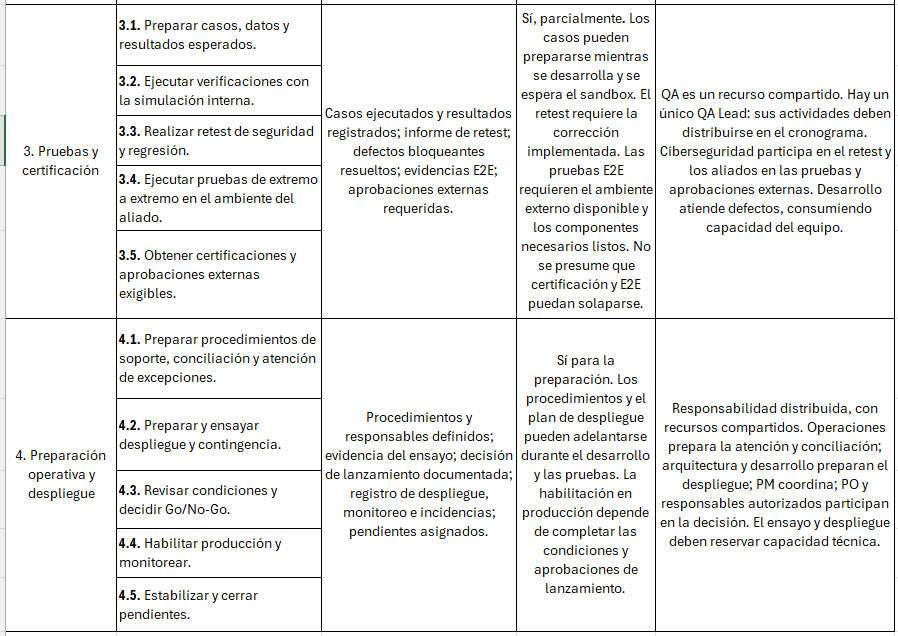 3. Pruebas y
certificación
3.1. Preparar casos, datos y
resultados esperados.
3.2. Ejecutar verificaciones con
la simulación interna.
3.3. Realizar retest de seguridad
y regresión.
3.4. Ejecutar pruebas de extremo
a extremo en el ambiente del
aliado.
3.5. Obtener certificaciones y
aprobaciones externas
exigibles.
Casos ejecutados y resultados
registrados; informe de retest;
defectos bloqueantes
resueltos; evidencias E2E;
aprobaciones externas
requeridas.
Sí, parcialmente. Los
casos pueden
prepararse mientras
se desarrolla y se
espera el sandbox. El
retest requiere la
corrección
implementada. Las
pruebas E2E
requieren el ambiente
externo disponible y
los componentes
necesarios listos. No
se presume que
certificación y E2E
puedan solaparse.
QA es un recurso compartido. Hay un
único QA Lead: sus actividades deben
distribuirse en el cronograma.
Ciberseguridad participa en el retest y
los aliados en las pruebas y
aprobaciones externas. Desarrollo
atiende defectos, consumiendo
capacidad del equipo.
4. Preparación
operativa y
despliegue
4.1. Preparar procedimientos de
soporte, conciliación y atención
de excepciones.
4.2. Preparar y ensayar
despliegue y contingencia.
4.3. Revisar condiciones y
decidir Go/No-Go.
4.4. Habilitar producción y
monitorear.
4.5. Estabilizar y cerrar
pendientes.
Procedimientos y
responsables definidos;
evidencia del ensayo; decisión
de lanzamiento documentada;
registro de despliegue,
monitoreo e incidencias;
pendientes asignados.
Sí para la
preparación. Los
procedimientos y el
plan de despliegue
pueden adelantarse
durante el desarrollo
y las pruebas. La
habilitación en
producción depende
de completar las
condiciones y
aprobaciones de
lanzamiento.
Responsabilidad distribuida, con
recursos compartidos. Operaciones
prepara la atención y conciliación;
arquitectura y desarrollo preparan el
despliegue; PM coordina; PO y
responsables autorizados participan
en la decisión. El ensayo y despliegue
deben reservar capacidad técnica.